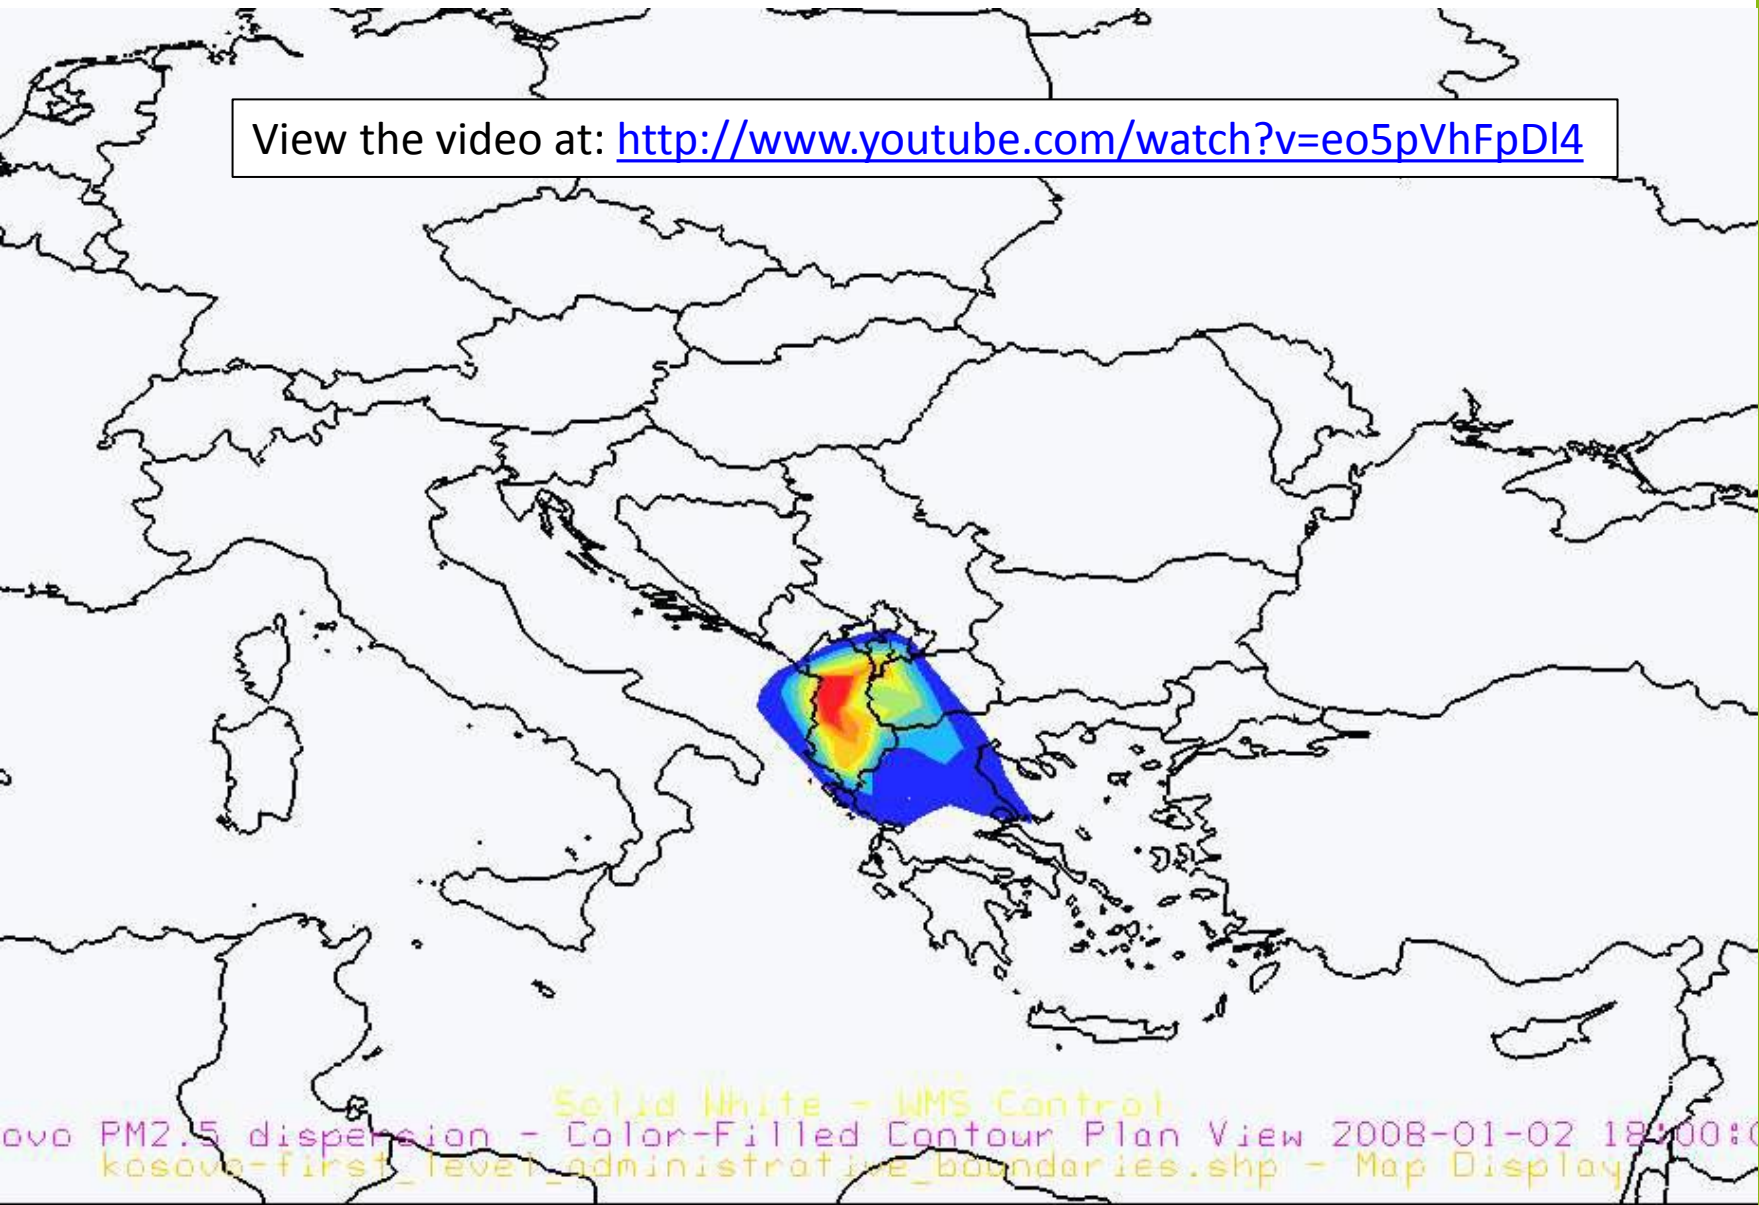 View the video at: http://www.youtube.com/watch?v=eo5pVhFpDl4
Solid White - WMS Control
ovo PM2.5 dispersion - Color-Filled Contour Plan View 2008-01-02 18:00:0
kosovo-first_level_administrative_boundaries.shp - Map Display